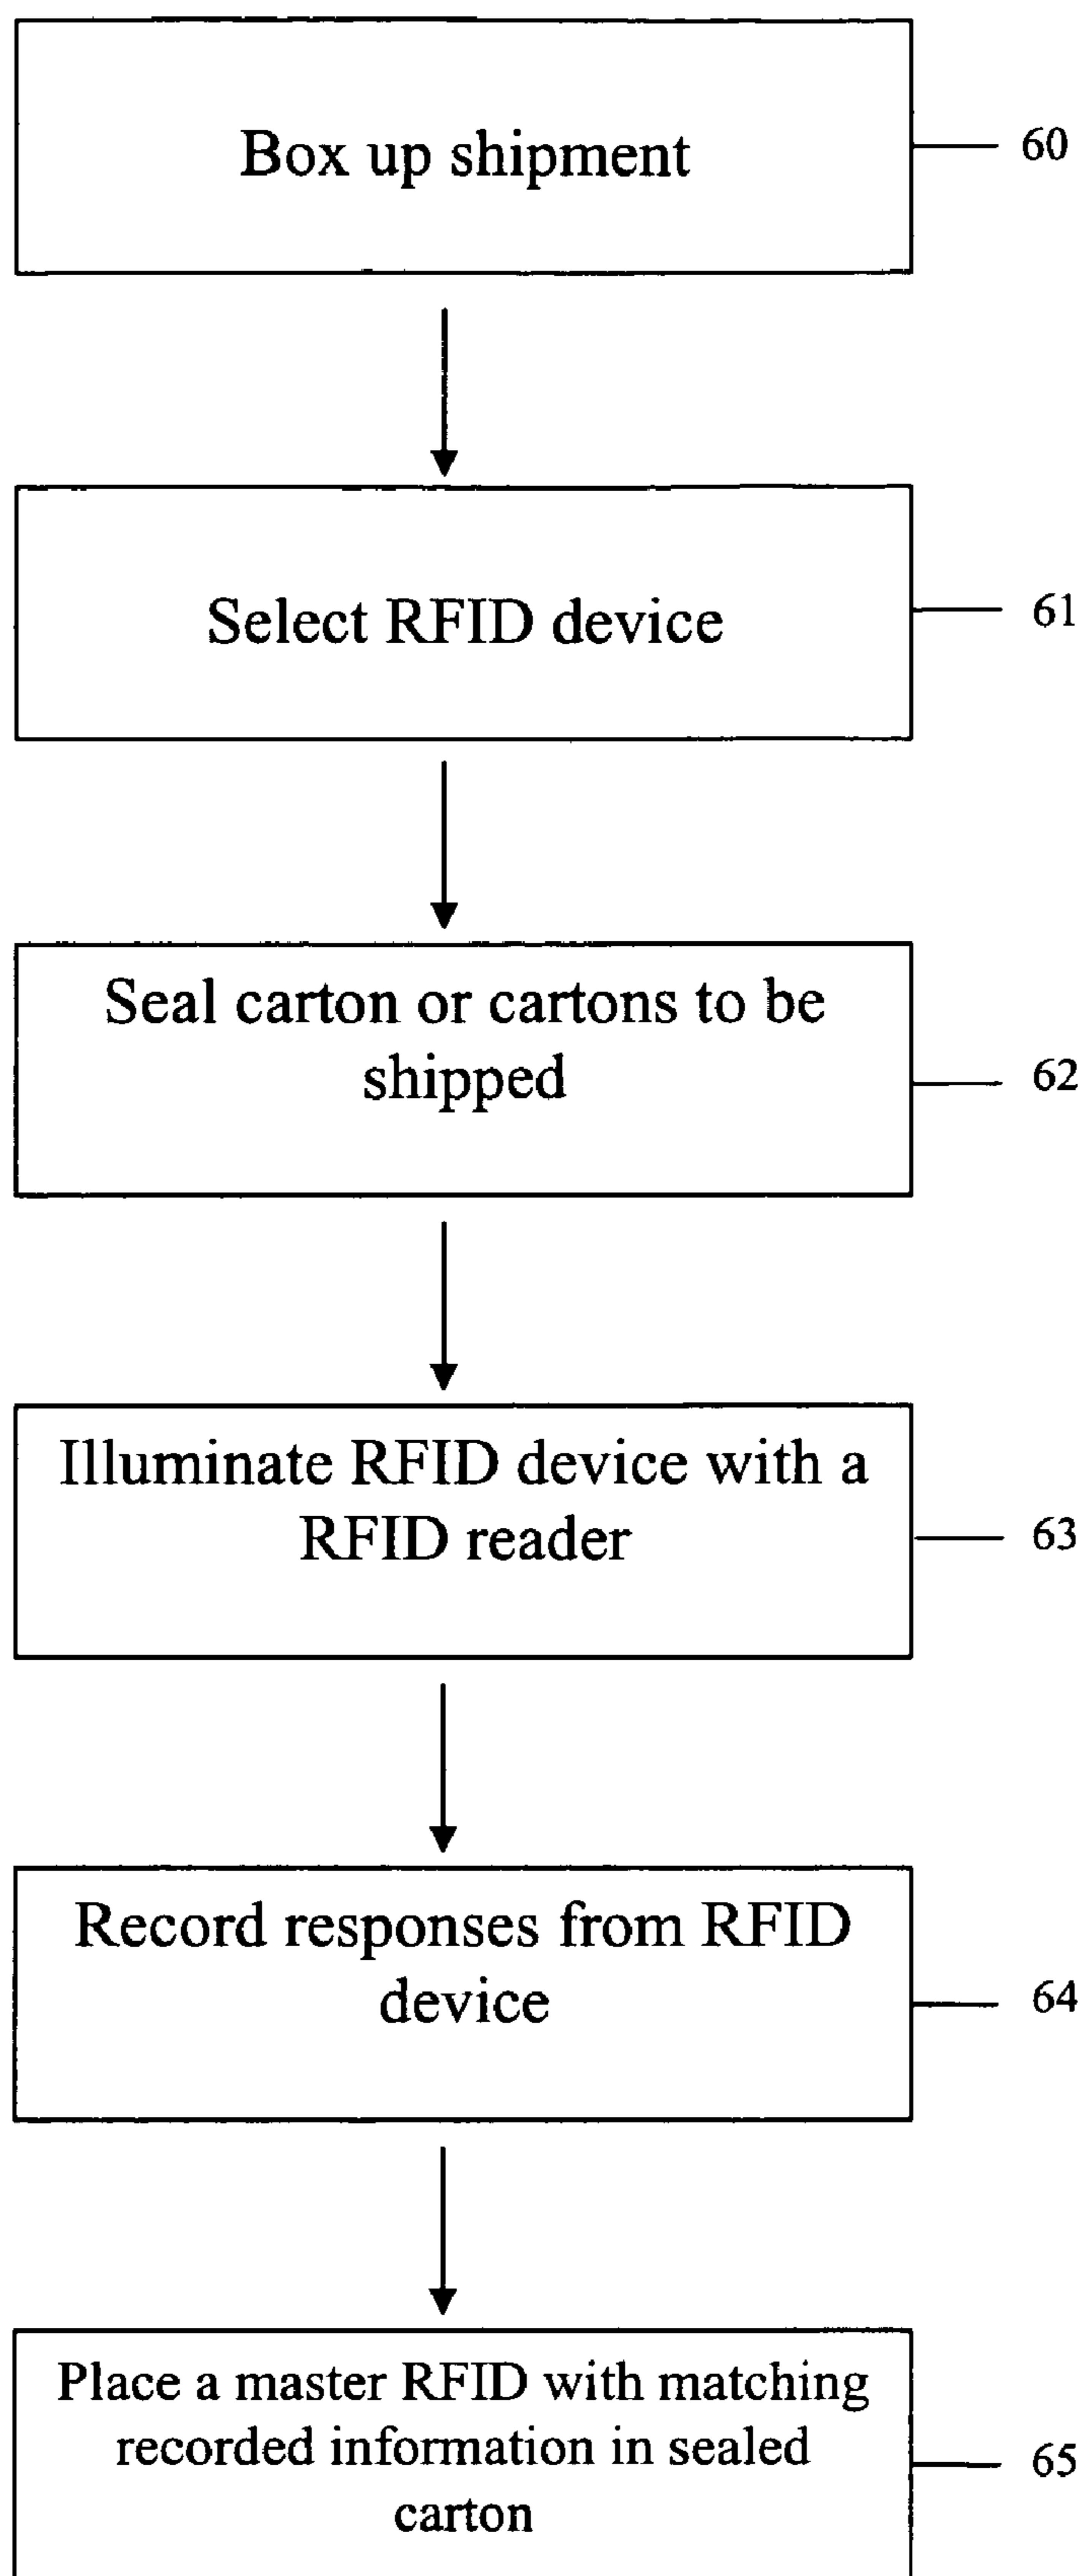 Box up shipment
60
Select RFID device
61
Seal carton or cartons to be
shipped
62
Illuminate RFID device with a
RFID reader
63
Record responses from RFID
device
64
Place a master RFID with matching
recorded information in sealed
carton
65